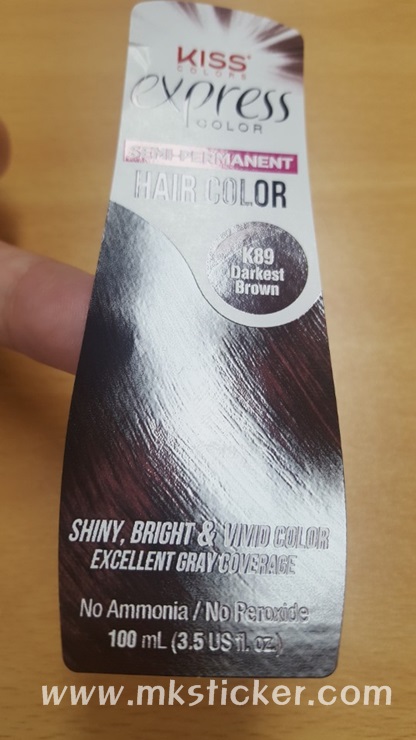 KISS
COLORS
express
COLOR
SEMI-PERMANENT
HAIR COLOR
K89
Darkest
Brown
SHINY, BRIGHT & VIVID COLOR
EXCELLENT GRAY COVERAGE
No Ammonia / No Peroxide
100 mL (3.5 US fl. oz.)
www.mksticker.com